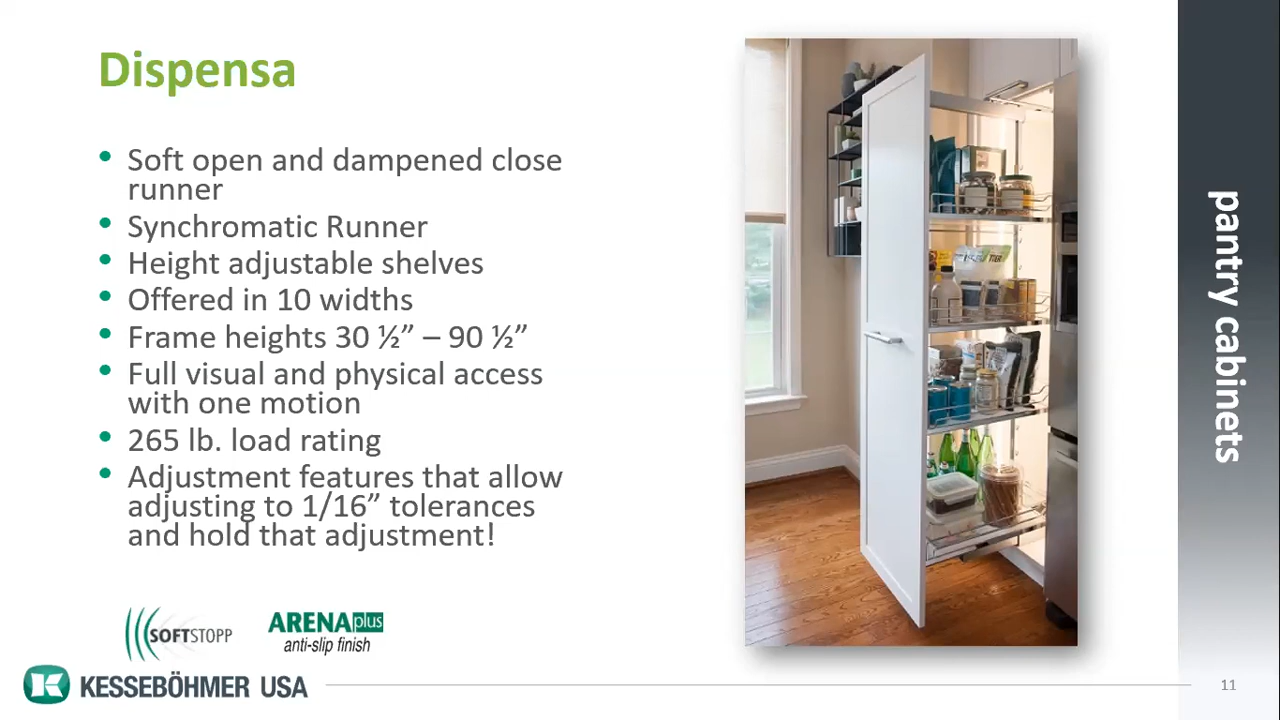 Dispensa
• Soft open and dampened close
runner
• Synchromatic Runner
• Height adjustable shelves
• Offered in 10 widths
• Frame heights 30 ½” – 90 ½”
• Full visual and physical access
with one motion
• 265 lb. load rating
• Adjustment features that allow
adjusting to 1/16” tolerances
and hold that adjustment!
SOFTSTOPP
ARENAplus
anti-slip finish
KESSEBÖHMER USA
pantry cabinets
11